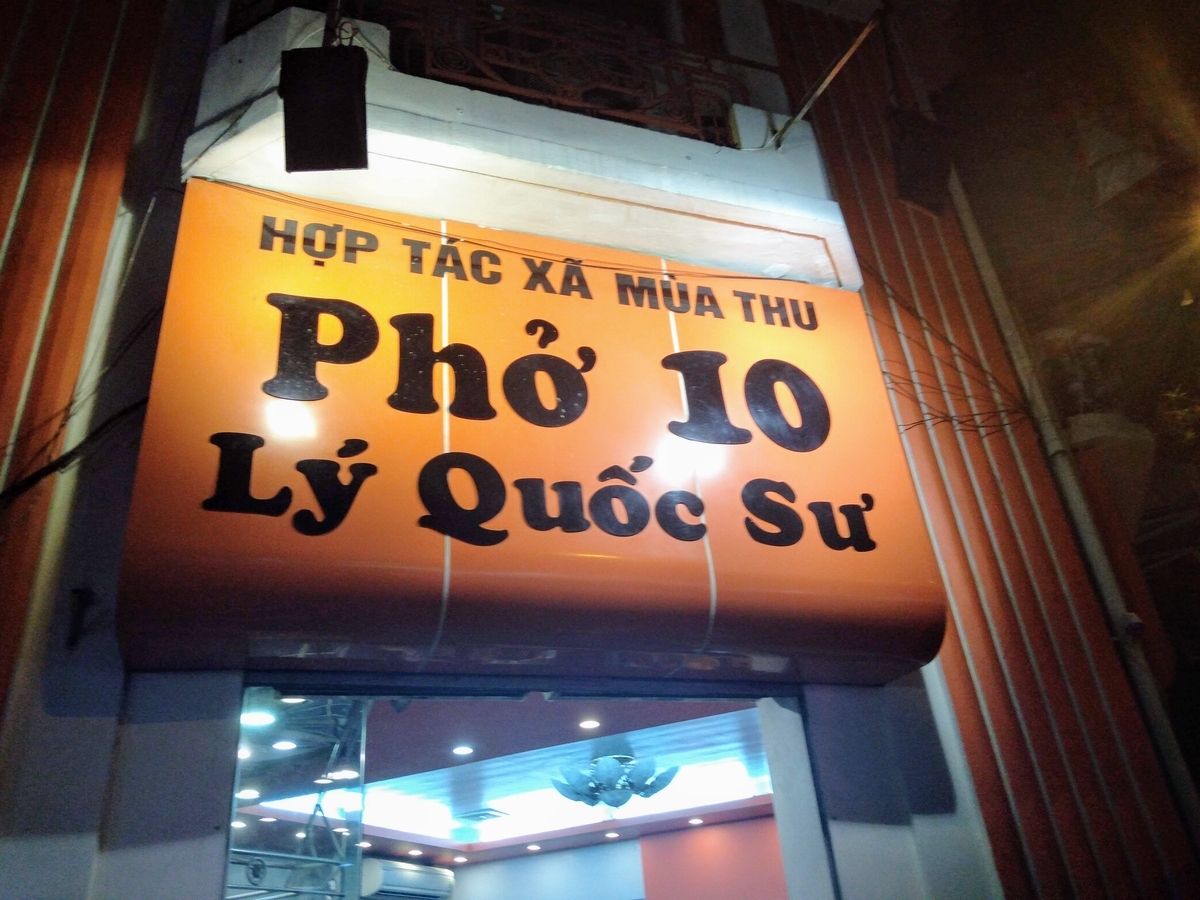 HỢP TÁC XÃ MÙA THU
Phở 10
Lý Quốc Sư